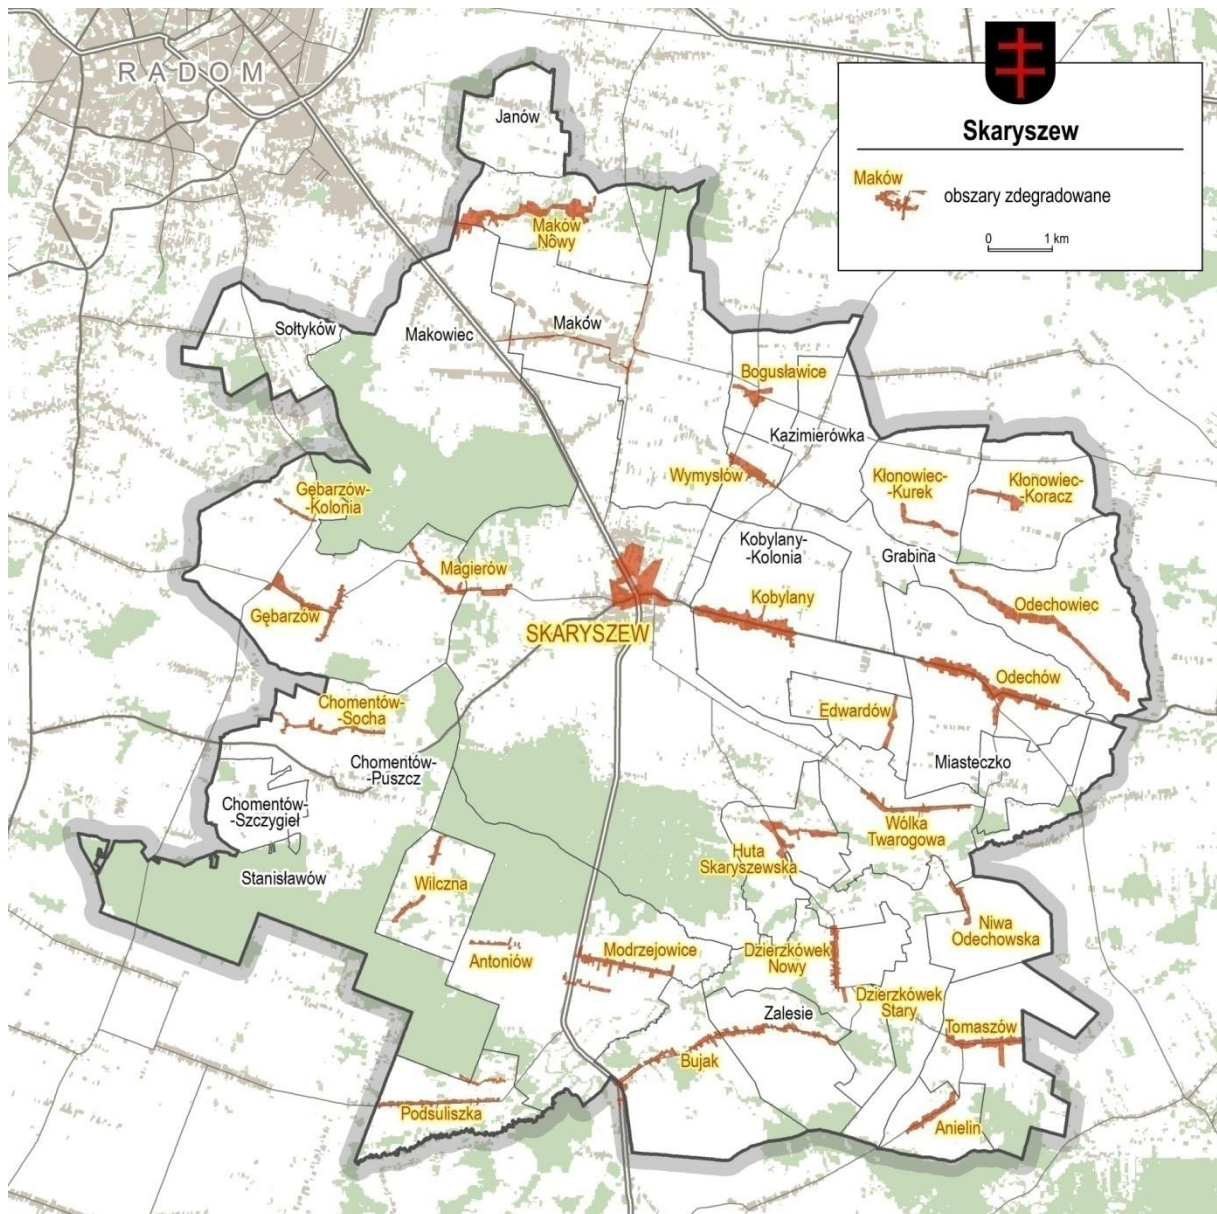 RADOM
Janów
Skaryszew
Maków
obszary zdegradowane
0 1 km
Maków
Nowy
Sołtyków
Makowiec
Maków
Bogusławice
Kazimierówka
Wymysłów
Kłonowiec-
-Kurek
Kłonowiec-
-Koracz
Gębarzów-
-Kolonia
Kobylany-
-Kolonia
Grabina
Magierów
Gębarzów
Kobylany
Odechowiec
SKARYSZEW
Odechów
Chomentów-
-Socha
Edwardów
Chomentów-
-Puszcz
Miasteczko
Chomentów-
-Szczygieł
Wólka
Twarogowa
Huta
Skaryszewska
Stanisławów
Wilczna
Niwa
Odechowska
Antoniów
Modrzejowice
Dzierzkówek
Nowy
Dzierzkówek
Stary
Zalesie
Tomaszów
Bujak
Podsuliszka
Anielin